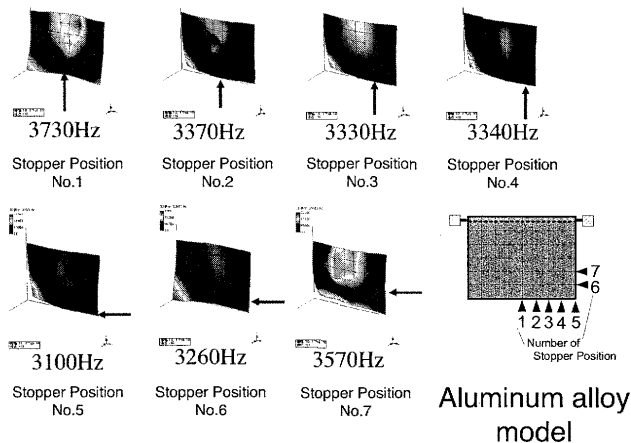 3730Hz
3370Hz
3330Hz
3340Hz
Stopper Position
No.1
Stopper Position
No.2
Stopper Position
No.3
Stopper Position
No.4
7
6
1 2 3 4 5
Number of
Stopper Position
3100Hz
3260Hz
3570Hz
Stopper Position
No.5
Stopper Position
No.6
Stopper Position
No.7
Aluminum alloy
model